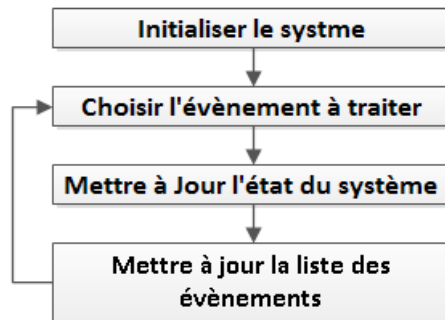 Initialiser le systme
Choisir l'évènement à traiter
Mettre à Jour l'état du système
Mettre à jour la liste des
évènements